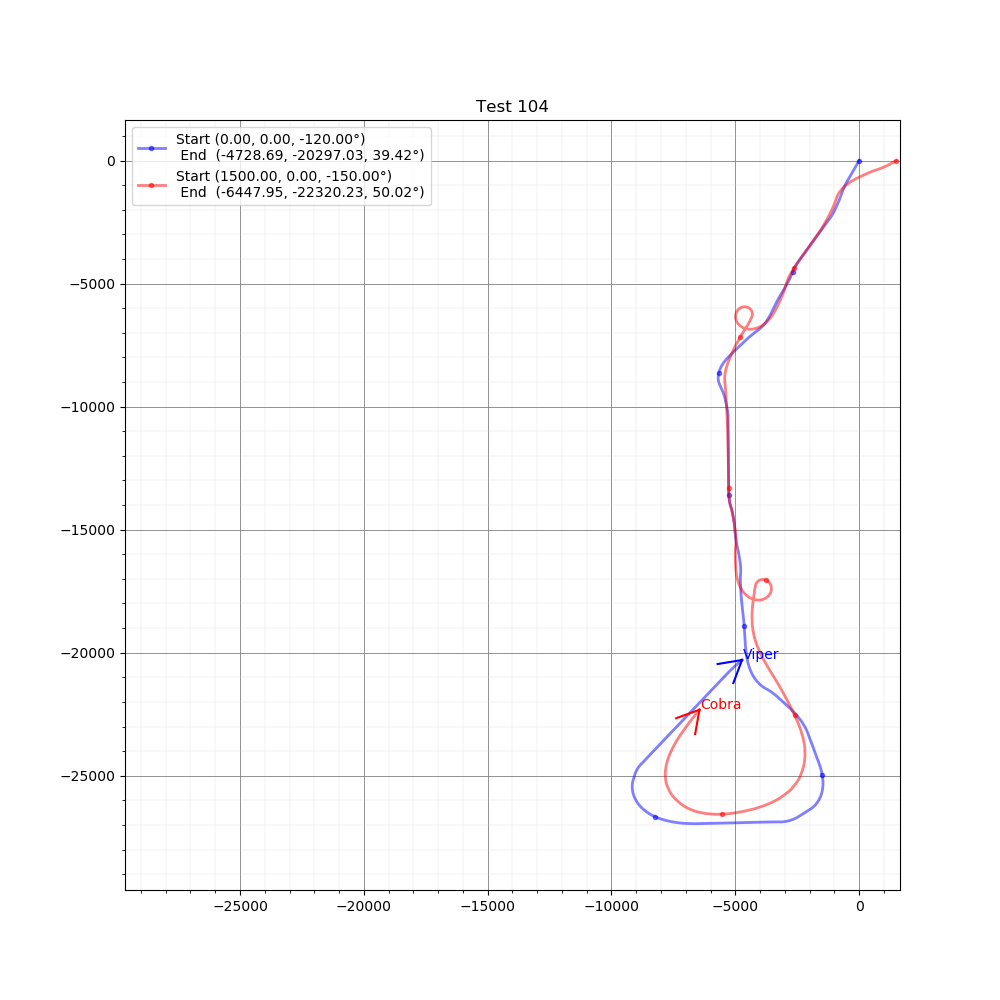 Test 104
Start (0.00, 0.00, -120.00°)
End  (-4728.69, -20297.03, 39.42°)
Start (1500.00, 0.00, -150.00°)
End  (-6447.95, -22320.23, 50.02°)
0
−5000
−10000
−15000
−20000
−25000
Viper
Cobra
−25000
−20000
−15000
−10000
−5000
0